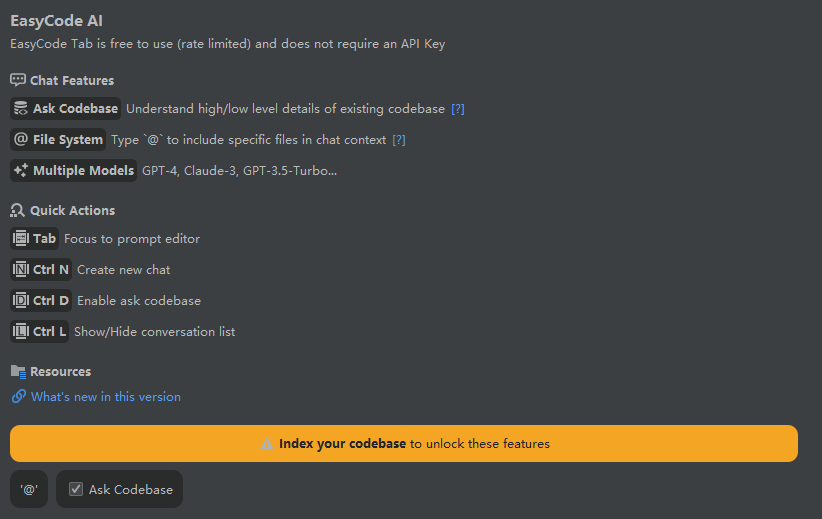 EasyCode AI
EasyCode Tab is free to use (rate limited) and does not require an API Key
Chat Features
Ask Codebase Understand high/low level details of existing codebase [?]
@ File System Type `@` to include specific files in chat context [?]
Multiple Models GPT-4, Claude-3, GPT-3.5-Turbo...
Quick Actions
Tab Focus to prompt editor
N Ctrl N Create new chat
D Ctrl D Enable ask codebase
L Ctrl L Show/Hide conversation list
Resources
What's new in this version
Index your codebase to unlock these features
'@' Ask Codebase